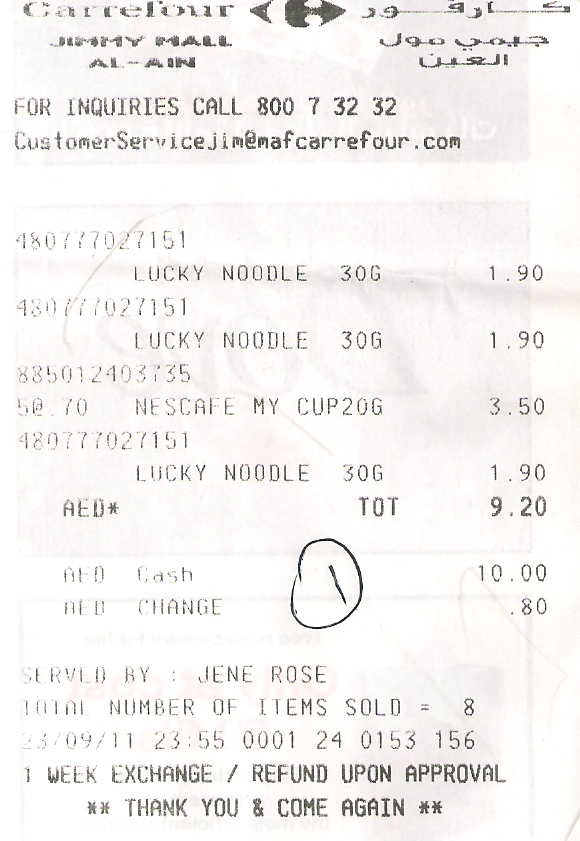 Carrefour كارفور
JIMMY MALL جيمي مول
AL-AIN العين
FOR INQUIRIES CALL 800 7 32 32
CustomerServicejim@mafcarrefour.com
480777027151
LUCKY NOODLE 30G 1.90
480777027151
LUCKY NOODLE 30G 1.90
885012403735
5@.70 NESCAFE MY CUP20G 3.50
480777027151
LUCKY NOODLE 30G 1.90
AED* TOT 9.20
AED Cash 10.00
AED CHANGE .80
1
SERVED BY : JENE ROSE
TOTAL NUMBER OF ITEMS SOLD = 8
23/09/11 23:55 0001 24 0153 156
1 WEEK EXCHANGE / REFUND UPON APPROVAL
** THANK YOU & COME AGAIN **